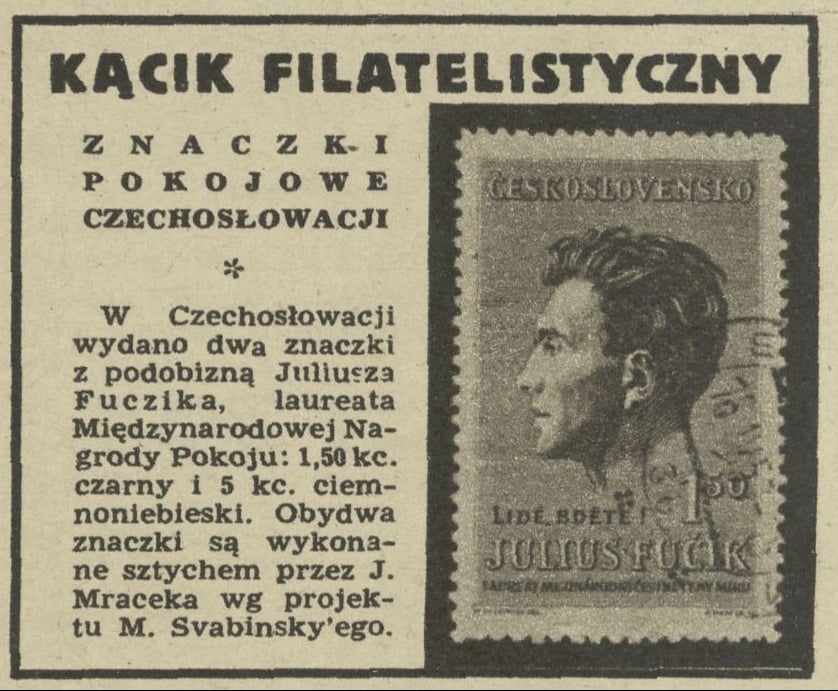 KĄCIK FILATELISTYCZNY
ZNACZKI
POKOJOWE
CZECHOSŁOWACJI
*
W Czechosłowacji
wydano dwa znaczki
z podobizną Juliusza
Fuczika, laureata
Międzynarodowej Na-
grody Pokoju: 1,50 kc.
czarny i 5 kc. ciem-
noniebieski. Obydwa
znaczki są wykona-
ne sztychem przez J.
Mraceka wg projek-
tu M. Svabinsky'ego.
ČESKOSLOVENSKO
1 50
LIDÉ, BDĚTE!
JULIUS FUČÍK